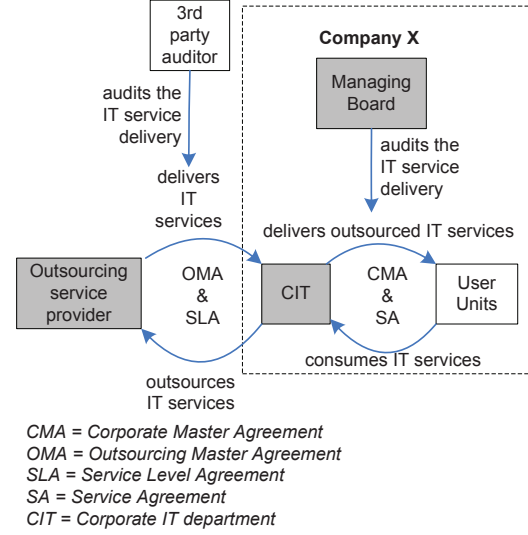 3rd
party
auditor
Company X
Managing
Board
audits the
IT service
delivery
audits the
IT service
delivery
delivers
IT
services
delivers outsourced IT services
Outsourcing
service
provider
OMA
&
SLA
CIT
CMA
&
SA
User
Units
consumes IT services
outsources
IT services
CMA = Corporate Master Agreement
OMA = Outsourcing Master Agreement
SLA = Service Level Agreement
SA = Service Agreement
CIT = Corporate IT department